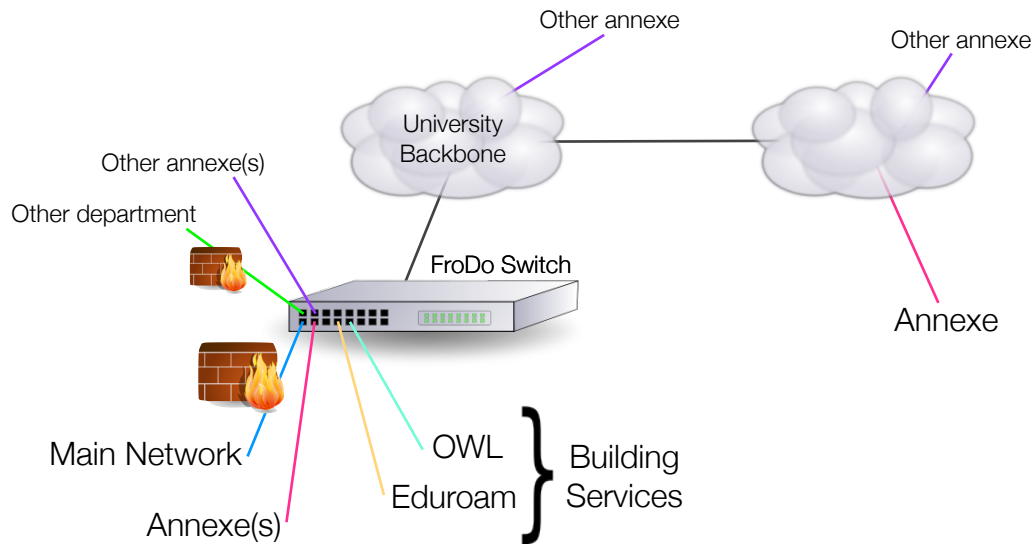 Other annexe
Other annexe
University
Backbone
Other annexe(s)
Other department
FroDo Switch
Annexe
Main Network
OWL
Eduroam
Building
Services
Annexe(s)